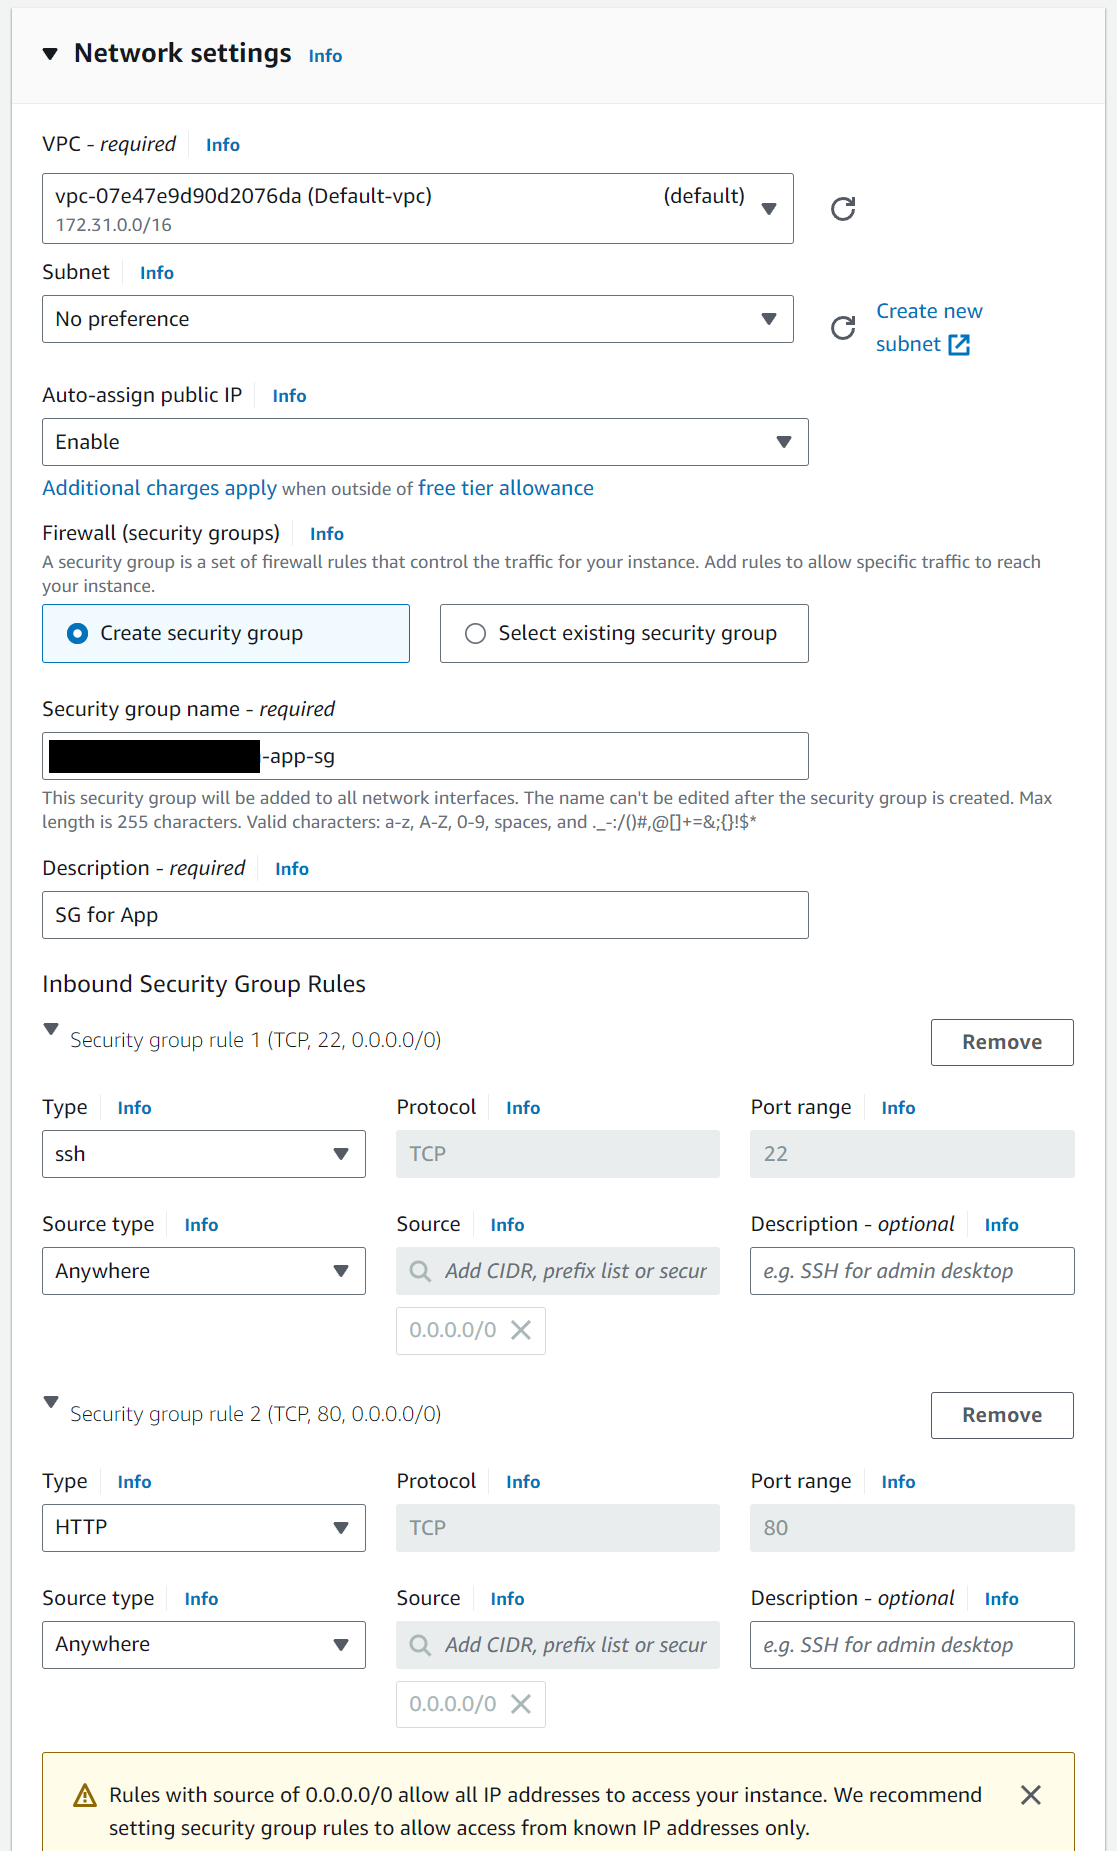 Network settings Info
VPC - required Info
vpc-07e47e9d90d2076da (Default-vpc) (default)
172.31.0.0/16
Subnet Info
No preference
Create new
subnet
Auto-assign public IP Info
Enable
Additional charges apply when outside of free tier allowance
Firewall (security groups) Info
A security group is a set of firewall rules that control the traffic for your instance. Add rules to allow specific traffic to reach
your instance.
Create security group Select existing security group
Security group name - required
-app-sg
This security group will be added to all network interfaces. The name can't be edited after the security group is created. Max
length is 255 characters. Valid characters: a-z, A-Z, 0-9, spaces, and ._-:/()#,@[]+=&;{}!$*
Description - required Info
SG for App
Inbound Security Group Rules
Security group rule 1 (TCP, 22, 0.0.0.0/0) Remove
Type Info Protocol Info Port range Info
ssh TCP 22
Source type Info Source Info Description - optional Info
Anywhere Add CIDR, prefix list or secur e.g. SSH for admin desktop
0.0.0.0/0
Security group rule 2 (TCP, 80, 0.0.0.0/0) Remove
Type Info Protocol Info Port range Info
HTTP TCP 80
Source type Info Source Info Description - optional Info
Anywhere Add CIDR, prefix list or secur e.g. SSH for admin desktop
0.0.0.0/0
Rules with source of 0.0.0.0/0 allow all IP addresses to access your instance. We recommend
setting security group rules to allow access from known IP addresses only.